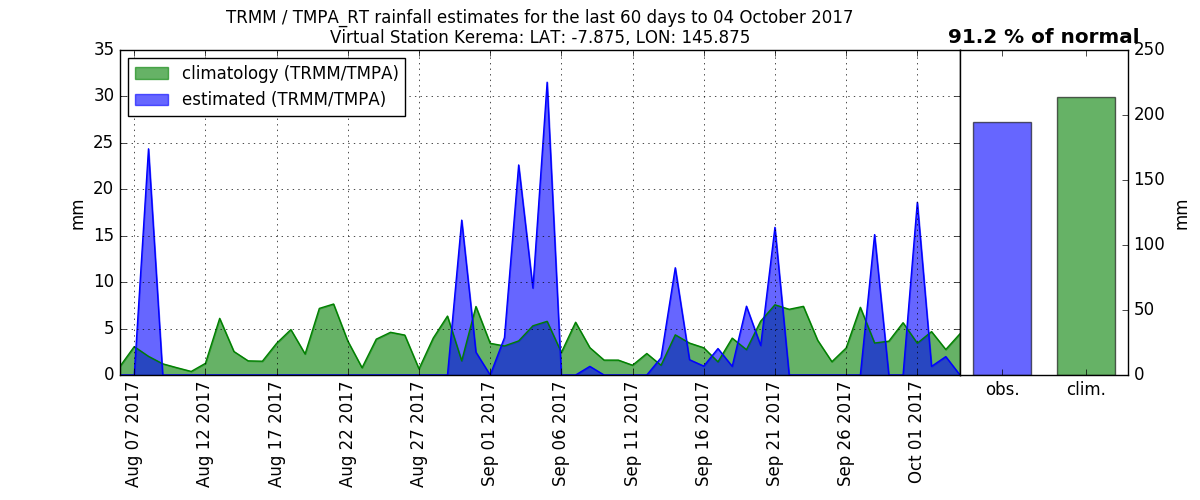 TRMM / TMPA_RT rainfall estimates for the last 60 days to 04 October 2017
Virtual Station Kerema: LAT: -7.875, LON: 145.875
91.2 % of normal
climatology (TRMM/TMPA)
estimated (TRMM/TMPA)
35
30
25
20
15
10
5
0
mm
250
200
150
100
50
0
mm
Aug 07 2017
Aug 12 2017
Aug 17 2017
Aug 22 2017
Aug 27 2017
Sep 01 2017
Sep 06 2017
Sep 11 2017
Sep 16 2017
Sep 21 2017
Sep 26 2017
Oct 01 2017
obs.
clim.